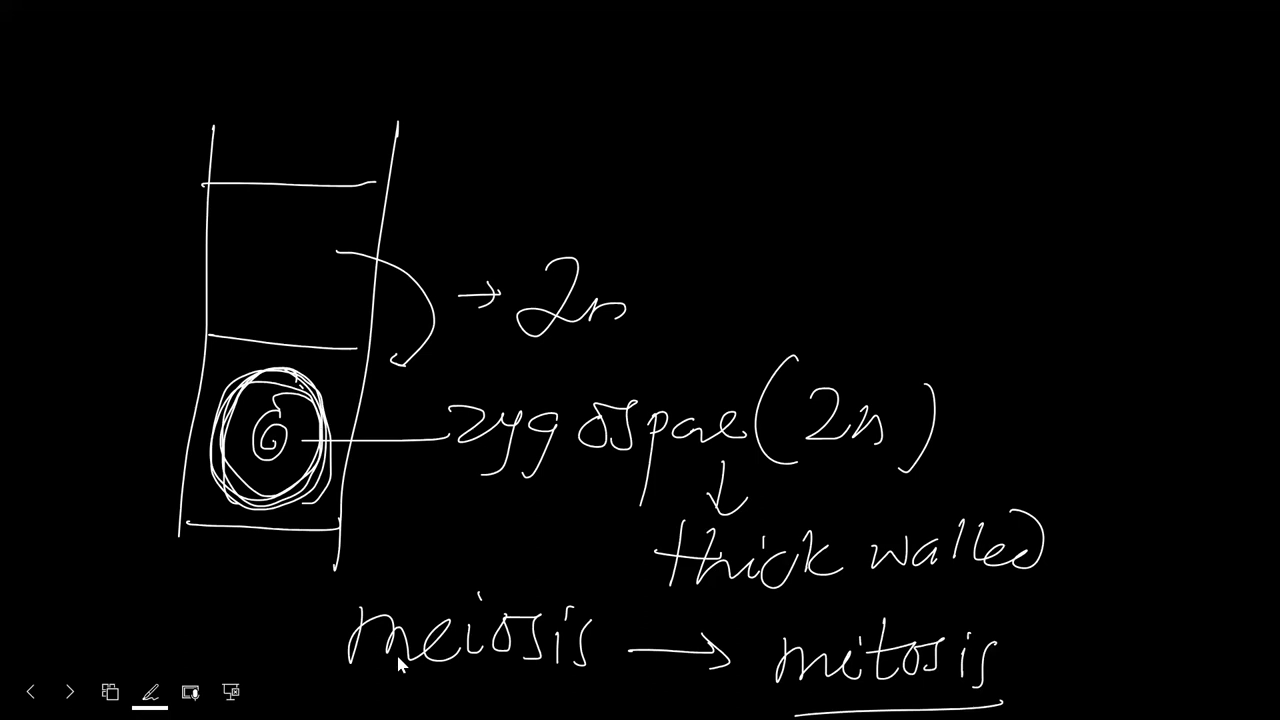 → 2n
zygospore (2n)
↓
thick walled
meiosis → mitosis